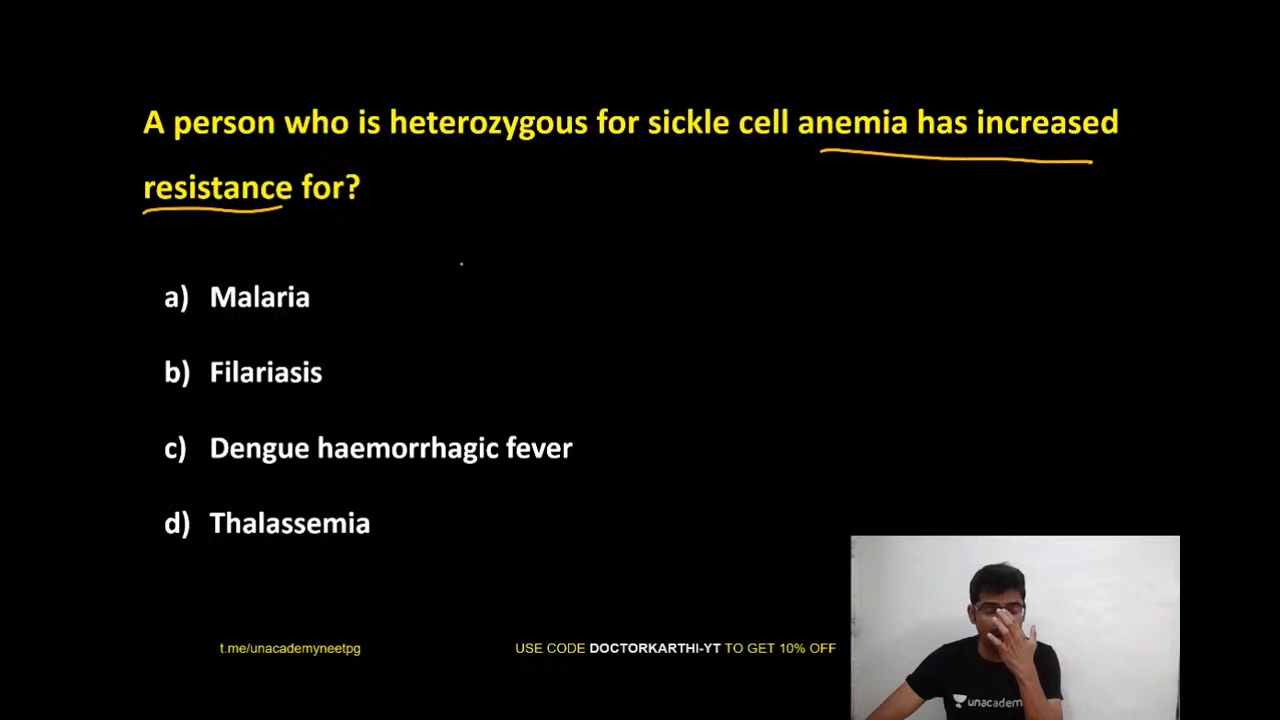 A person who is heterozygous for sickle cell anemia has increased
resistance for?
a) Malaria
b) Filariasis
c) Dengue haemorrhagic fever
d) Thalassemia
t.me/unacademyneetpg
USE CODE DOCTORKARTHI-YT TO GET 10% OFF
unacadem